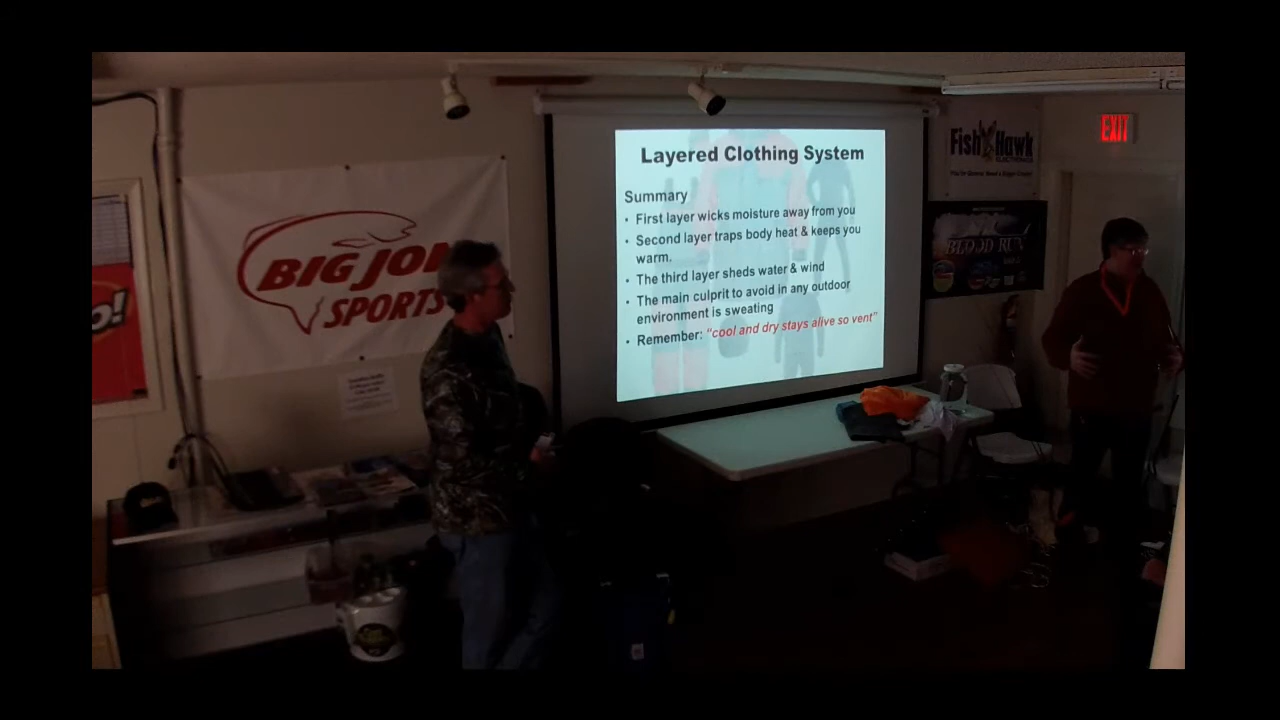 Layered Clothing System
Summary
• First layer wicks moisture away from you
• Second layer traps body heat & keeps you
warm.
• The third layer sheds water & wind
• The main culprit to avoid in any outdoor
environment is sweating
• Remember: “cool and dry stays alive so vent”
BIG JO
SPORTS
o!
Fish Hawk
ELECTRONICS
BLOOD RUN
EXIT